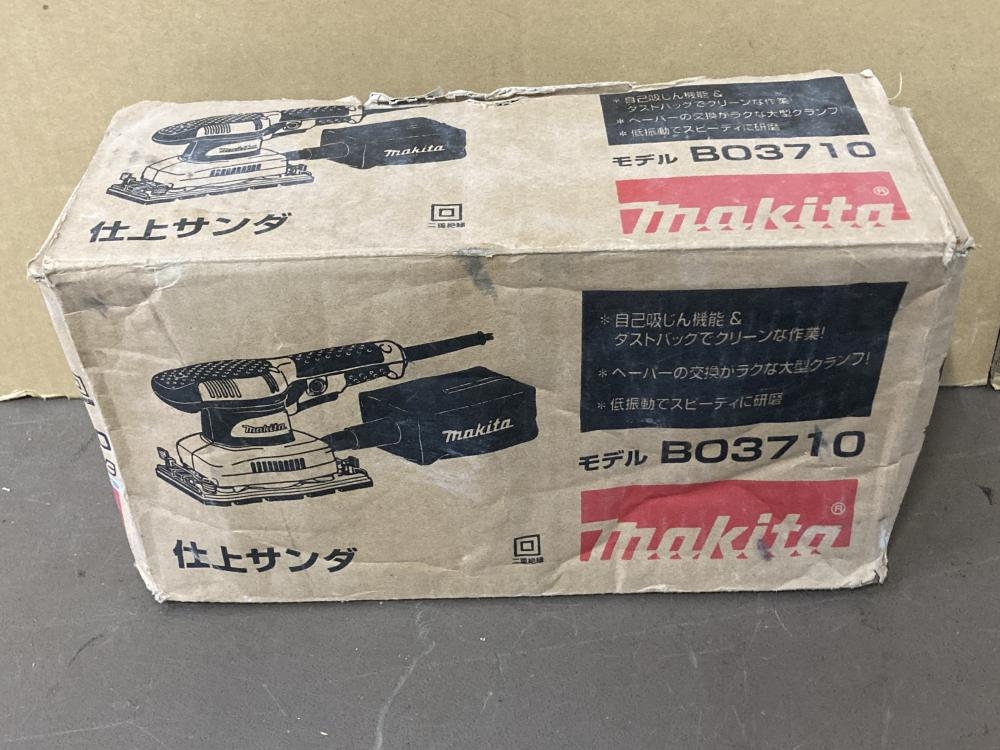 *自己吸じん機能 &
ダストバッグでクリーンな作業!
*ペーパーの交換がラクな大型クランプ!
*低振動でスピーディに研磨
モデル BO3710
makita®
makita
仕上サンダ
二重絶縁
*自己吸じん機能 &
ダストバッグでクリーンな作業!
*ペーパーの交換がラクな大型クランプ!
*低振動でスピーディに研磨
モデル BO3710
makita®
makita
makita
仕上サンダ
二重絶縁